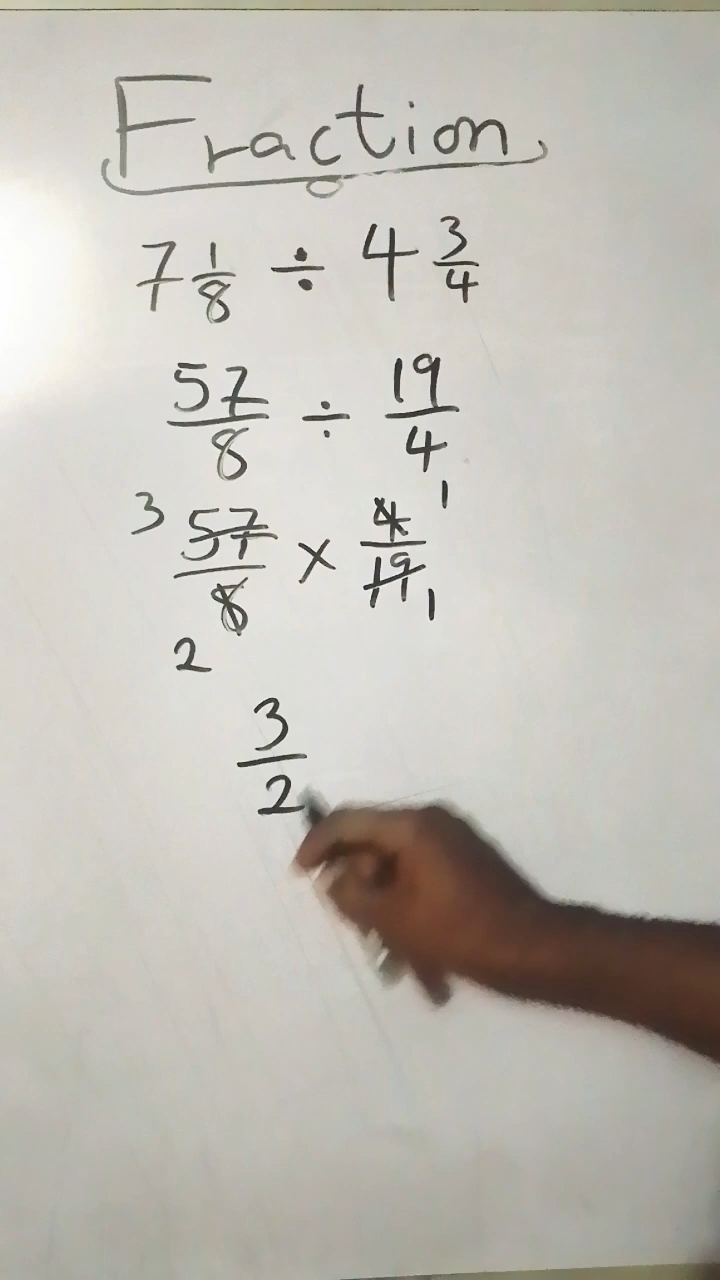 Fraction
7 1/8 ÷ 4 3/4
57/8 ÷ 19/4
3 57/8 × 4/19 1 1
2
3/2